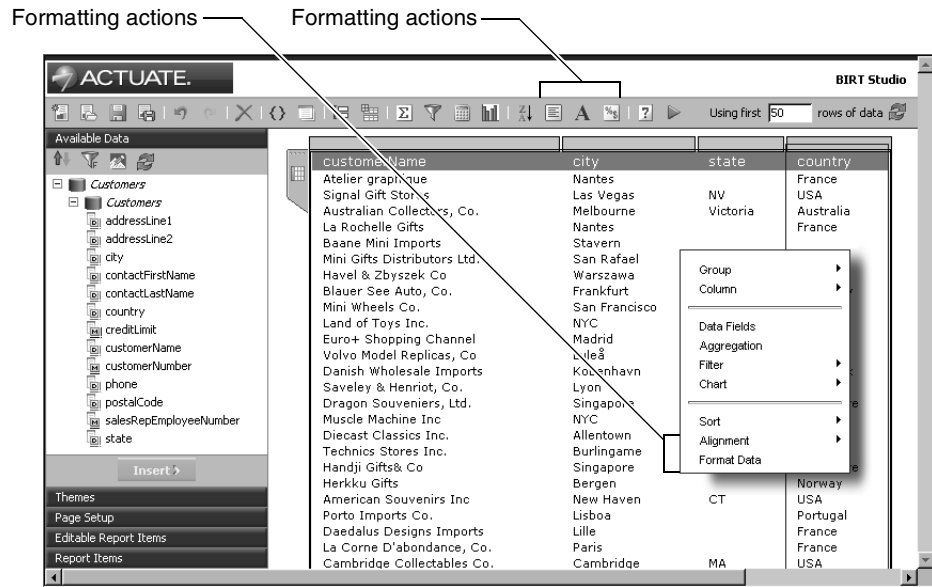 Formatting actions Formatting actions
ACTUATE.
BIRT Studio
Using first 50 rows of data
Available Data
Customers
Customers
addressLine1
addressLine2
city
contactFirstName
contactLastName
country
creditLimit
customerName
customerNumber
phone
postalCode
salesRepEmployeeNumber
state
Insert
Themes
Page Setup
Editable Report Items
Report Items
customerName city state country
Atelier graphique Nantes France
Signal Gift Stores Las Vegas NV USA
Australian Collectors, Co. Melbourne Victoria Australia
La Rochelle Gifts Nantes France
Baane Mini Imports Stavern
Mini Gifts Distributors Ltd. San Rafael
Havel & Zbyszek Co Warszawa
Blauer See Auto, Co. Frankfurt
Mini Wheels Co. San Francisco
Land of Toys Inc. NYC
Euro+ Shopping Channel Madrid
Volvo Model Replicas, Co Luleå
Danish Wholesale Imports Kobenhavn
Saveley & Henriot, Co. Lyon
Dragon Souveniers, Ltd. Singapore
Muscle Machine Inc NYC
Diecast Classics Inc. Allentown
Technics Stores Inc. Burlingame
Handji Gifts& Co Singapore
Herkku Gifts Bergen Norway
American Souvenirs Inc New Haven CT USA
Porto Imports Co. Lisboa Portugal
Daedalus Designs Imports Lille France
La Corne D'abondance, Co. Paris France
Cambridge Collectables Co. Cambridge MA USA
Group
Column
Data Fields
Aggregation
Filter
Chart
Sort
Alignment
Format Data